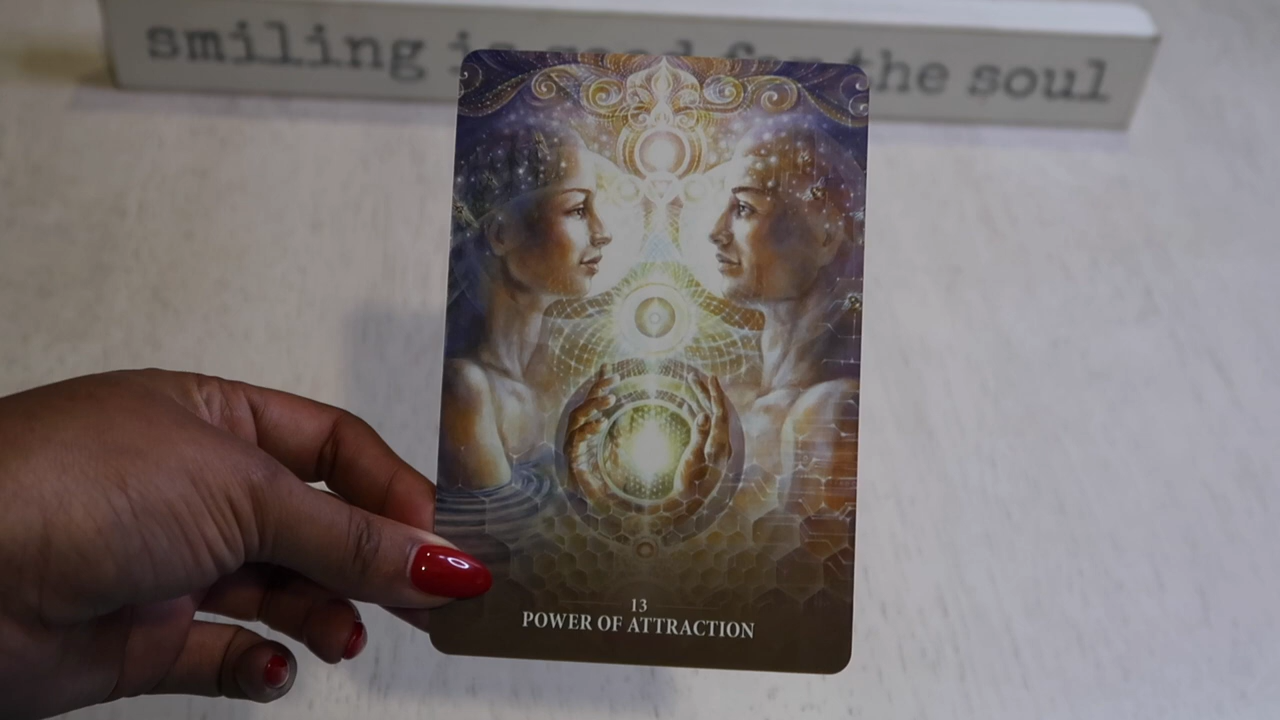 smiling is good for the soul
13
POWER OF ATTRACTION